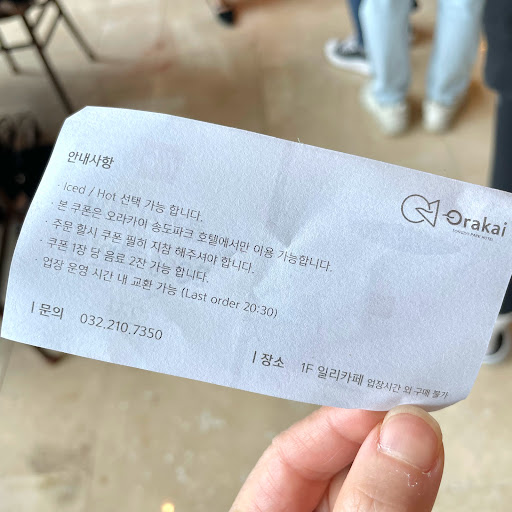 안내사항
· Iced / Hot 선택 가능 합니다.
· 본 쿠폰은 오라카이 송도파크 호텔에서만 이용 가능합니다.
· 주문 할시 쿠폰 필히 지참 해주셔야 합니다.
· 쿠폰 1장 당 음료 2잔 가능 합니다.
· 업장 운영 시간 내 교환 가능 (Last order 20:30)
Orakai
SONGDO PARK HOTEL
| 문의 032.210.7350
| 장소 1F 일리카페 업장시간 외 구매 불가